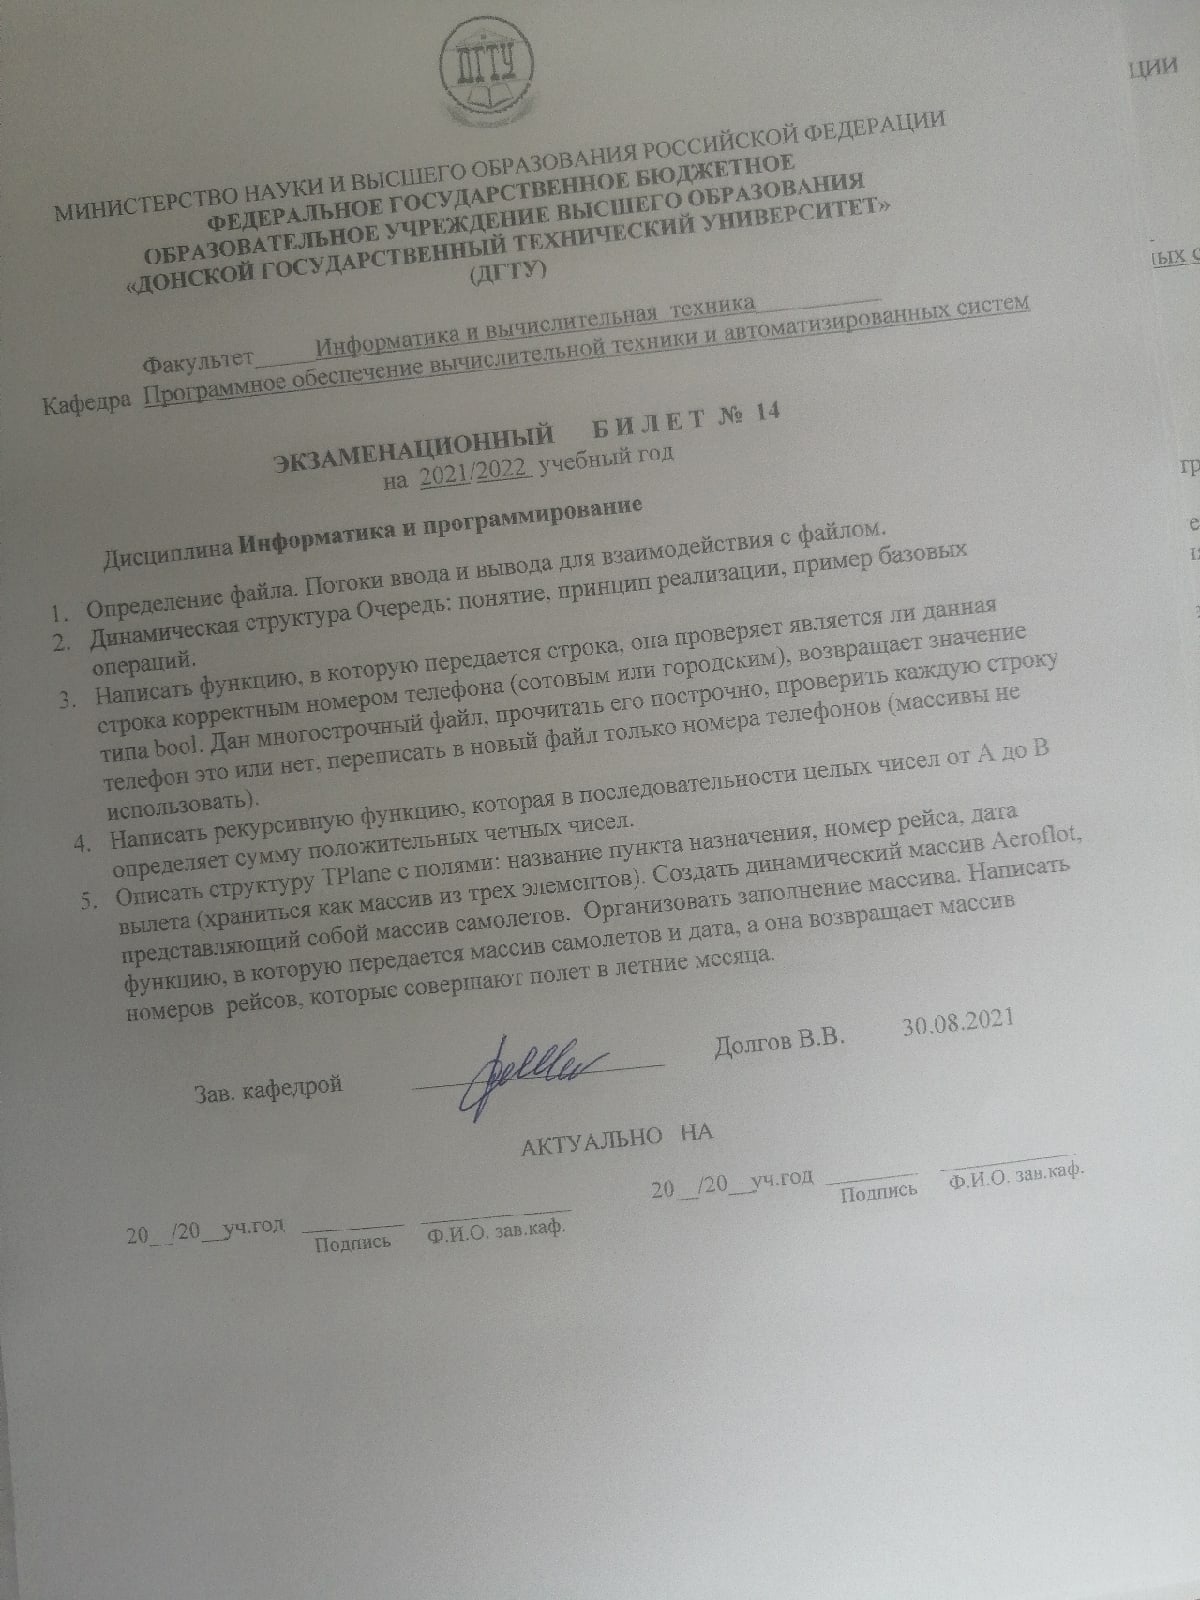 ДГТУ
ЦИИ
МИНИСТЕРСТВО НАУКИ И ВЫСШЕГО ОБРАЗОВАНИЯ РОССИЙСКОЙ ФЕДЕРАЦИИ
ФЕДЕРАЛЬНОЕ ГОСУДАРСТВЕННОЕ БЮДЖЕТНОЕ
ОБРАЗОВАТЕЛЬНОЕ УЧРЕЖДЕНИЕ ВЫСШЕГО ОБРАЗОВАНИЯ
«ДОНСКОЙ ГОСУДАРСТВЕННЫЙ ТЕХНИЧЕСКИЙ УНИВЕРСИТЕТ»
(ДГТУ)
ых с
Факультет Информатика и вычислительная техника
Кафедра Программное обеспечение вычислительной техники и автоматизированных систем
ЭКЗАМЕНАЦИОННЫЙ Б И Л Е Т № 14
на 2021/2022 учебный год
гр
Дисциплина Информатика и программирование
1. Определение файла. Потоки ввода и вывода для взаимодействия с файлом.
2. Динамическая структура Очередь: понятие, принцип реализации, пример базовых
операций.
3. Написать функцию, в которую передается строка, она проверяет является ли данная
строка корректным номером телефона (сотовым или городским), возвращает значение
типа bool. Дан многострочный файл, прочитать его построчно, проверить каждую строку
телефон это или нет, переписать в новый файл только номера телефонов (массивы не
использовать).
4. Написать рекурсивную функцию, которая в последовательности целых чисел от А до В
определяет сумму положительных четных чисел.
5. Описать структуру TPlane с полями: название пункта назначения, номер рейса, дата
вылета (храниться как массив из трех элементов). Создать динамический массив Aeroflot,
представляющий собой массив самолетов. Организовать заполнение массива. Написать
функцию, в которую передается массив самолетов и дата, а она возвращает массив
номеров рейсов, которые совершают полет в летние месяца.
Зав. кафедрой Долгов В.В. 30.08.2021
АКТУАЛЬНО НА
20__/20__уч.год ________ ________
Подпись Ф.И.О. зав.каф.
20__/20__уч.год ________ ________
Подпись Ф.И.О. зав.каф.